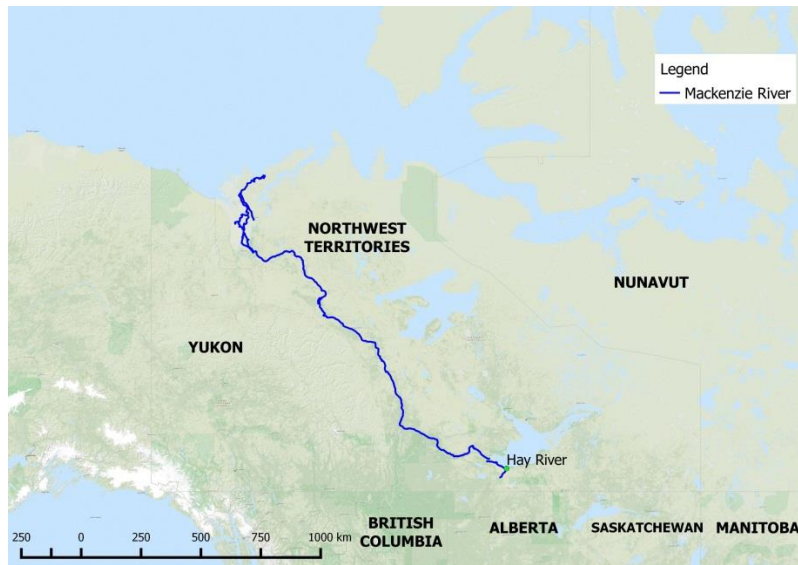 Legend
Mackenzie River
NORTHWEST
TERRITORIES
NUNAVUT
YUKON
Hay River
BRITISH
COLUMBIA
ALBERTA
SASKATCHEWAN
MANITOBA
250 0 250 500 750 1000 km